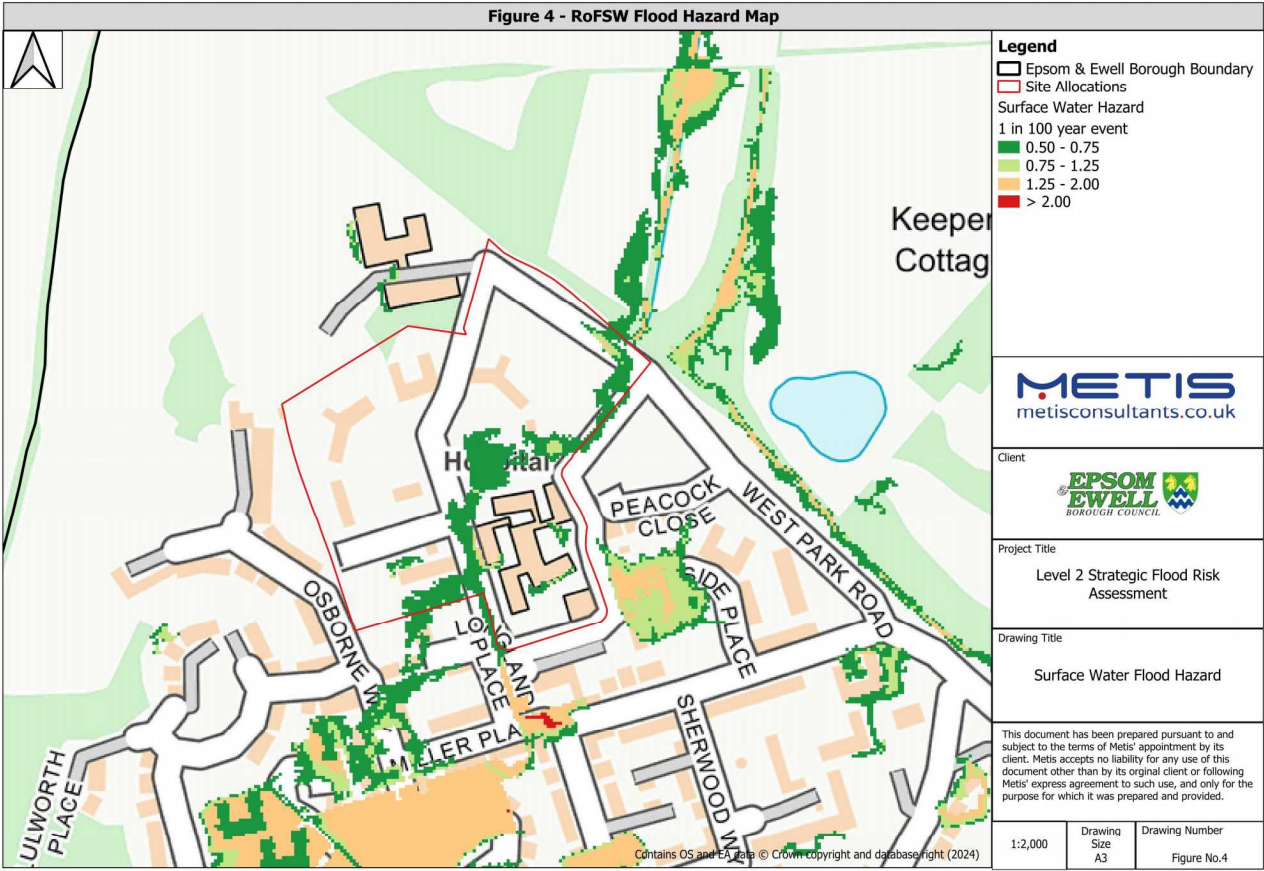 Figure 4 - RoFSW Flood Hazard Map
Legend
Epsom & Ewell Borough Boundary
Site Allocations
Surface Water Hazard
1 in 100 year event
0.50 - 0.75
0.75 - 1.25
1.25 - 2.00
> 2.00
Keeper
Cottag
Hospital
PEACOCK
CLOSE
WEST PARK ROAD
SIDE PLACE
OSBORNE W
LONGLAND
PLACE
MILLER PLA
SHERWOOD WY
ULWORTH
PLACE
Contains OS and EA data © Crown copyright and database right (2024)
METIS
metisconsultants.co.uk
Client
EPSOM
& EWELL
BOROUGH COUNCIL
Project Title
Level 2 Strategic Flood Risk
Assessment
Drawing Title
Surface Water Flood Hazard
This document has been prepared pursuant to and
subject to the terms of Metis' appointment by its
client. Metis accepts no liability for any use of this
document other than by its orginal client or following
Metis' express agreement to such use, and only for the
purpose for which it was prepared and provided.
1:2,000
Drawing
Size
A3
Drawing Number
Figure No.4